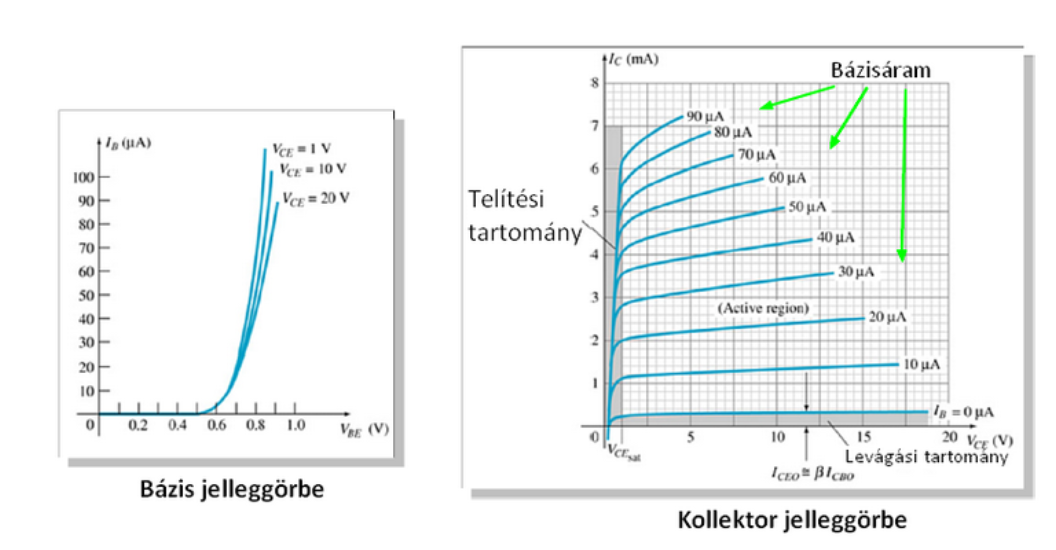 I_B (μA)
V_CE = 1 V
V_CE = 10 V
V_CE = 20 V
100
90
80
70
60
50
40
30
20
10
0
0.2
0.4
0.6
0.8
1.0
V_BE (V)
Bázis jelleggörbe
I_C (mA)
Bázisáram
8
7
6
5
4
3
2
1
0
90 μA
80 μA
70 μA
60 μA
50 μA
40 μA
30 μA
(Active region)
20 μA
10 μA
I_B = 0 μA
Telítési
tartomány
V_CEsat
5
10
15
20
V_CE (V)
Levágási tartomány
I_CEO ≅ βI_CBO
Kollektor jelleggörbe